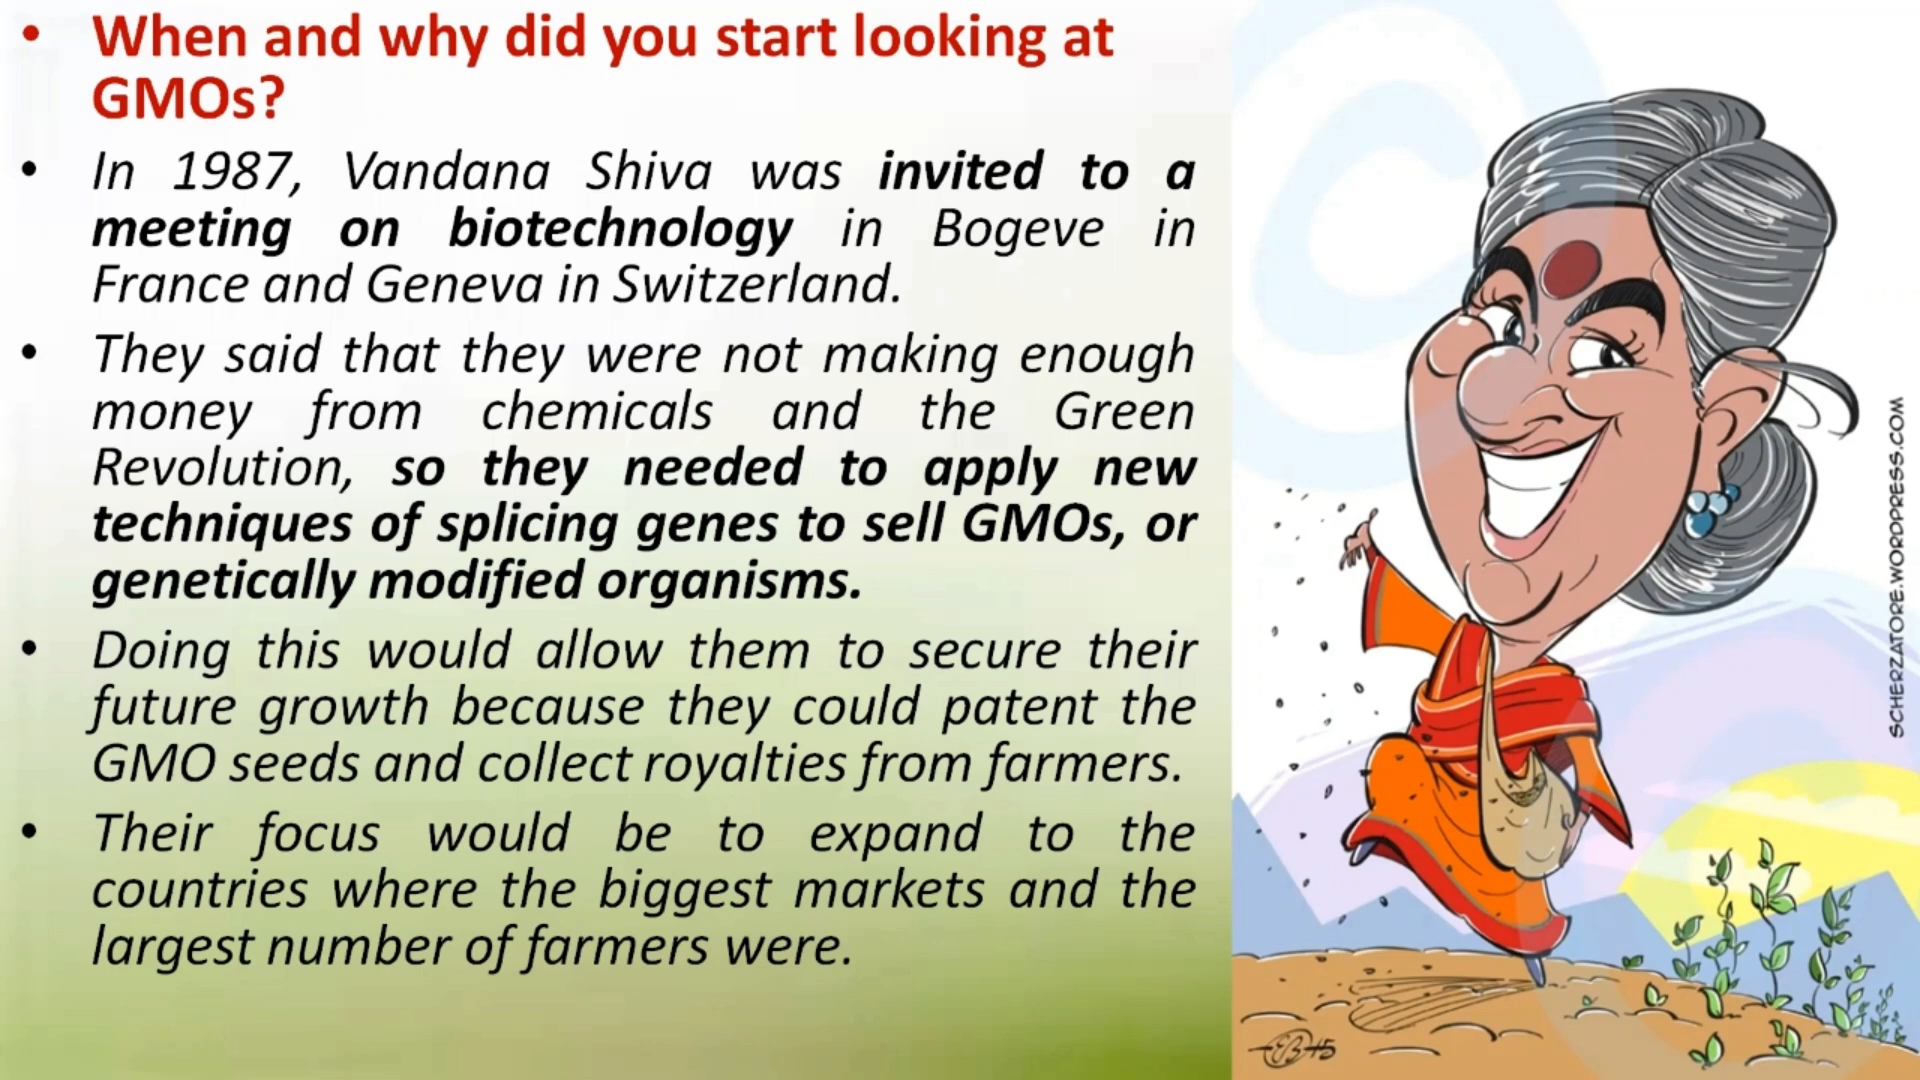 • When and why did you start looking at
GMOs?
• In 1987, Vandana Shiva was invited to a
meeting on biotechnology in Bogeve in
France and Geneva in Switzerland.
• They said that they were not making enough
money from chemicals and the Green
Revolution, so they needed to apply new
techniques of splicing genes to sell GMOs, or
genetically modified organisms.
• Doing this would allow them to secure their
future growth because they could patent the
GMO seeds and collect royalties from farmers.
• Their focus would be to expand to the
countries where the biggest markets and the
largest number of farmers were.
SCHERZATORE.WORDPRESS.COM